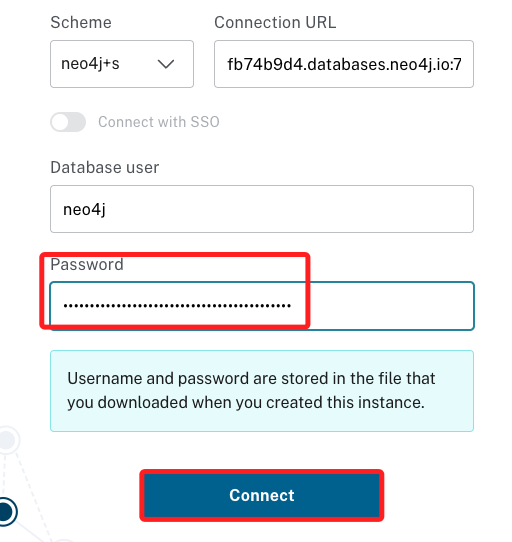 Scheme Connection URL
neo4j+s fb74b9d4.databases.neo4j.io:7
Connect with SSO
Database user
neo4j
Password
•••••••••••••••••••••••••••••••••••••••••••
Username and password are stored in the file that
you downloaded when you created this instance.
Connect